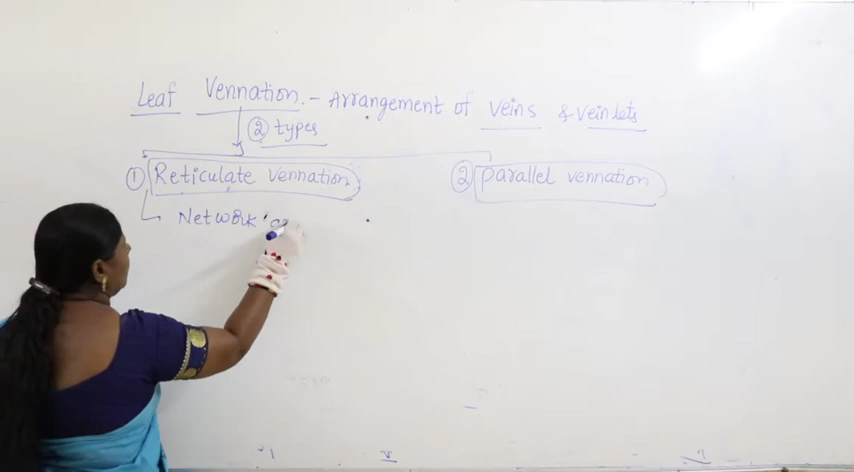 Leaf Vennation. - Arrangement of veins & veinlets
② types
① Reticulate vennation
② parallel vennation
Network